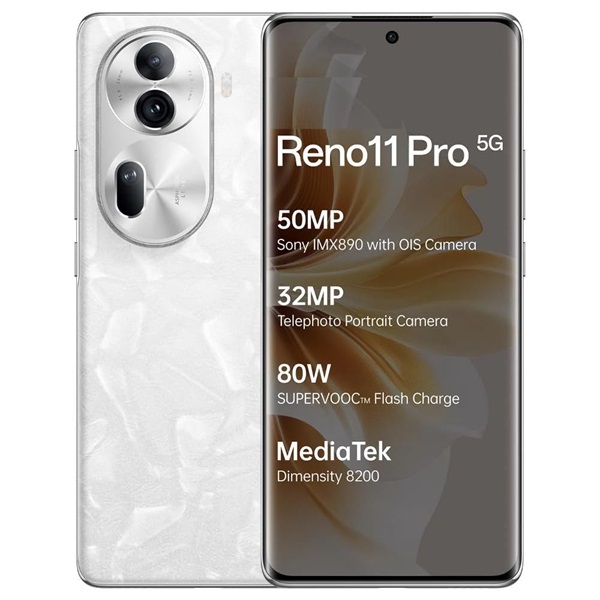 Reno11 Pro 5G
50MP
Sony IMX890 with OIS Camera
32MP
Telephoto Portrait Camera
80W
SUPERVOOC™ Flash Charge
MediaTek
Dimensity 8200